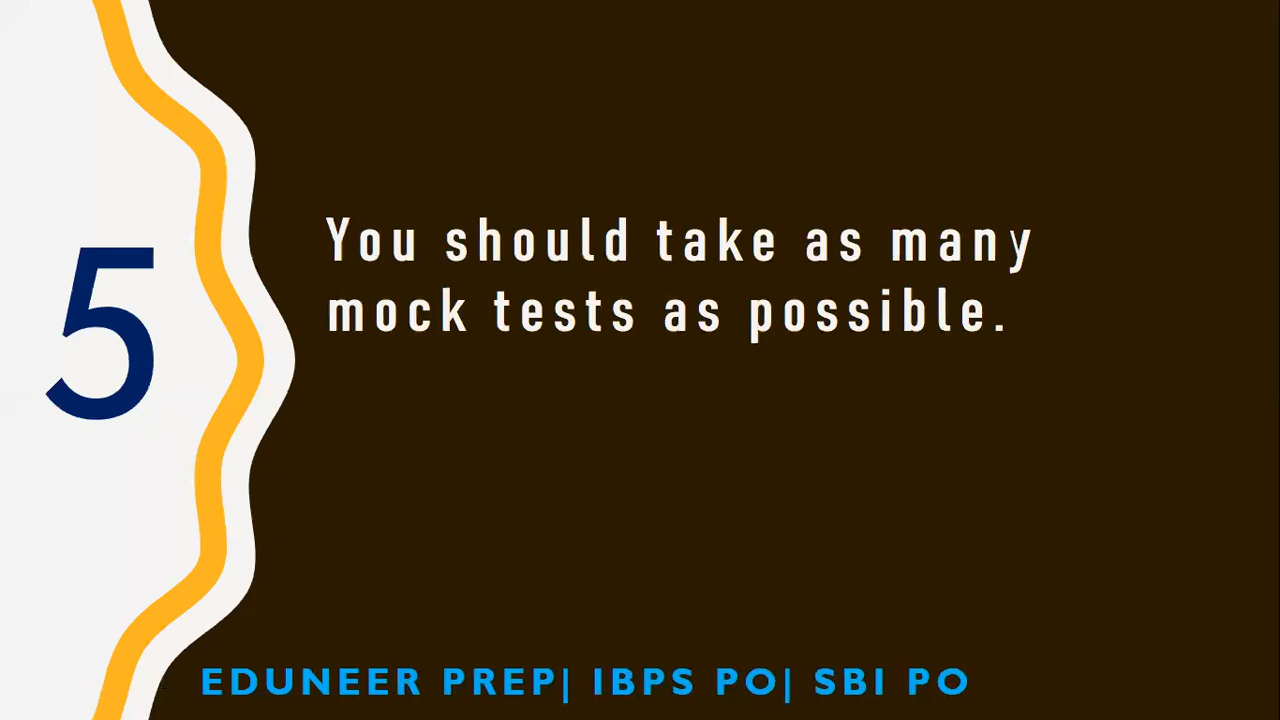 5
You should take as many
mock tests as possible.
EDUNEER PREP| IBPS PO| SBI PO